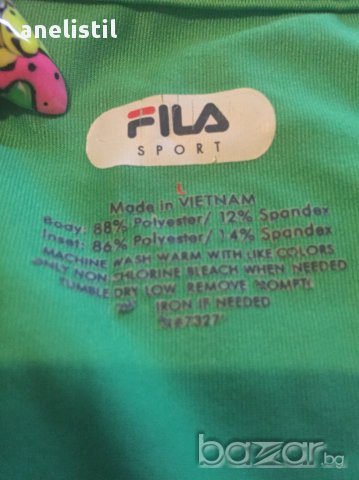 anelistil
FILA
SPORT
L
Made in VIETNAM
Body: 88% Polyester/ 12% Spandex
Inset: 86% Polyester/ 14% Spandex
MACHINE WASH WARM WITH LIKE COLORS
ONLY NON CHLORINE BLEACH WHEN NEEDED
TUMBLE DRY LOW. REMOVE
IRON IF NEEDED
bazar.bg